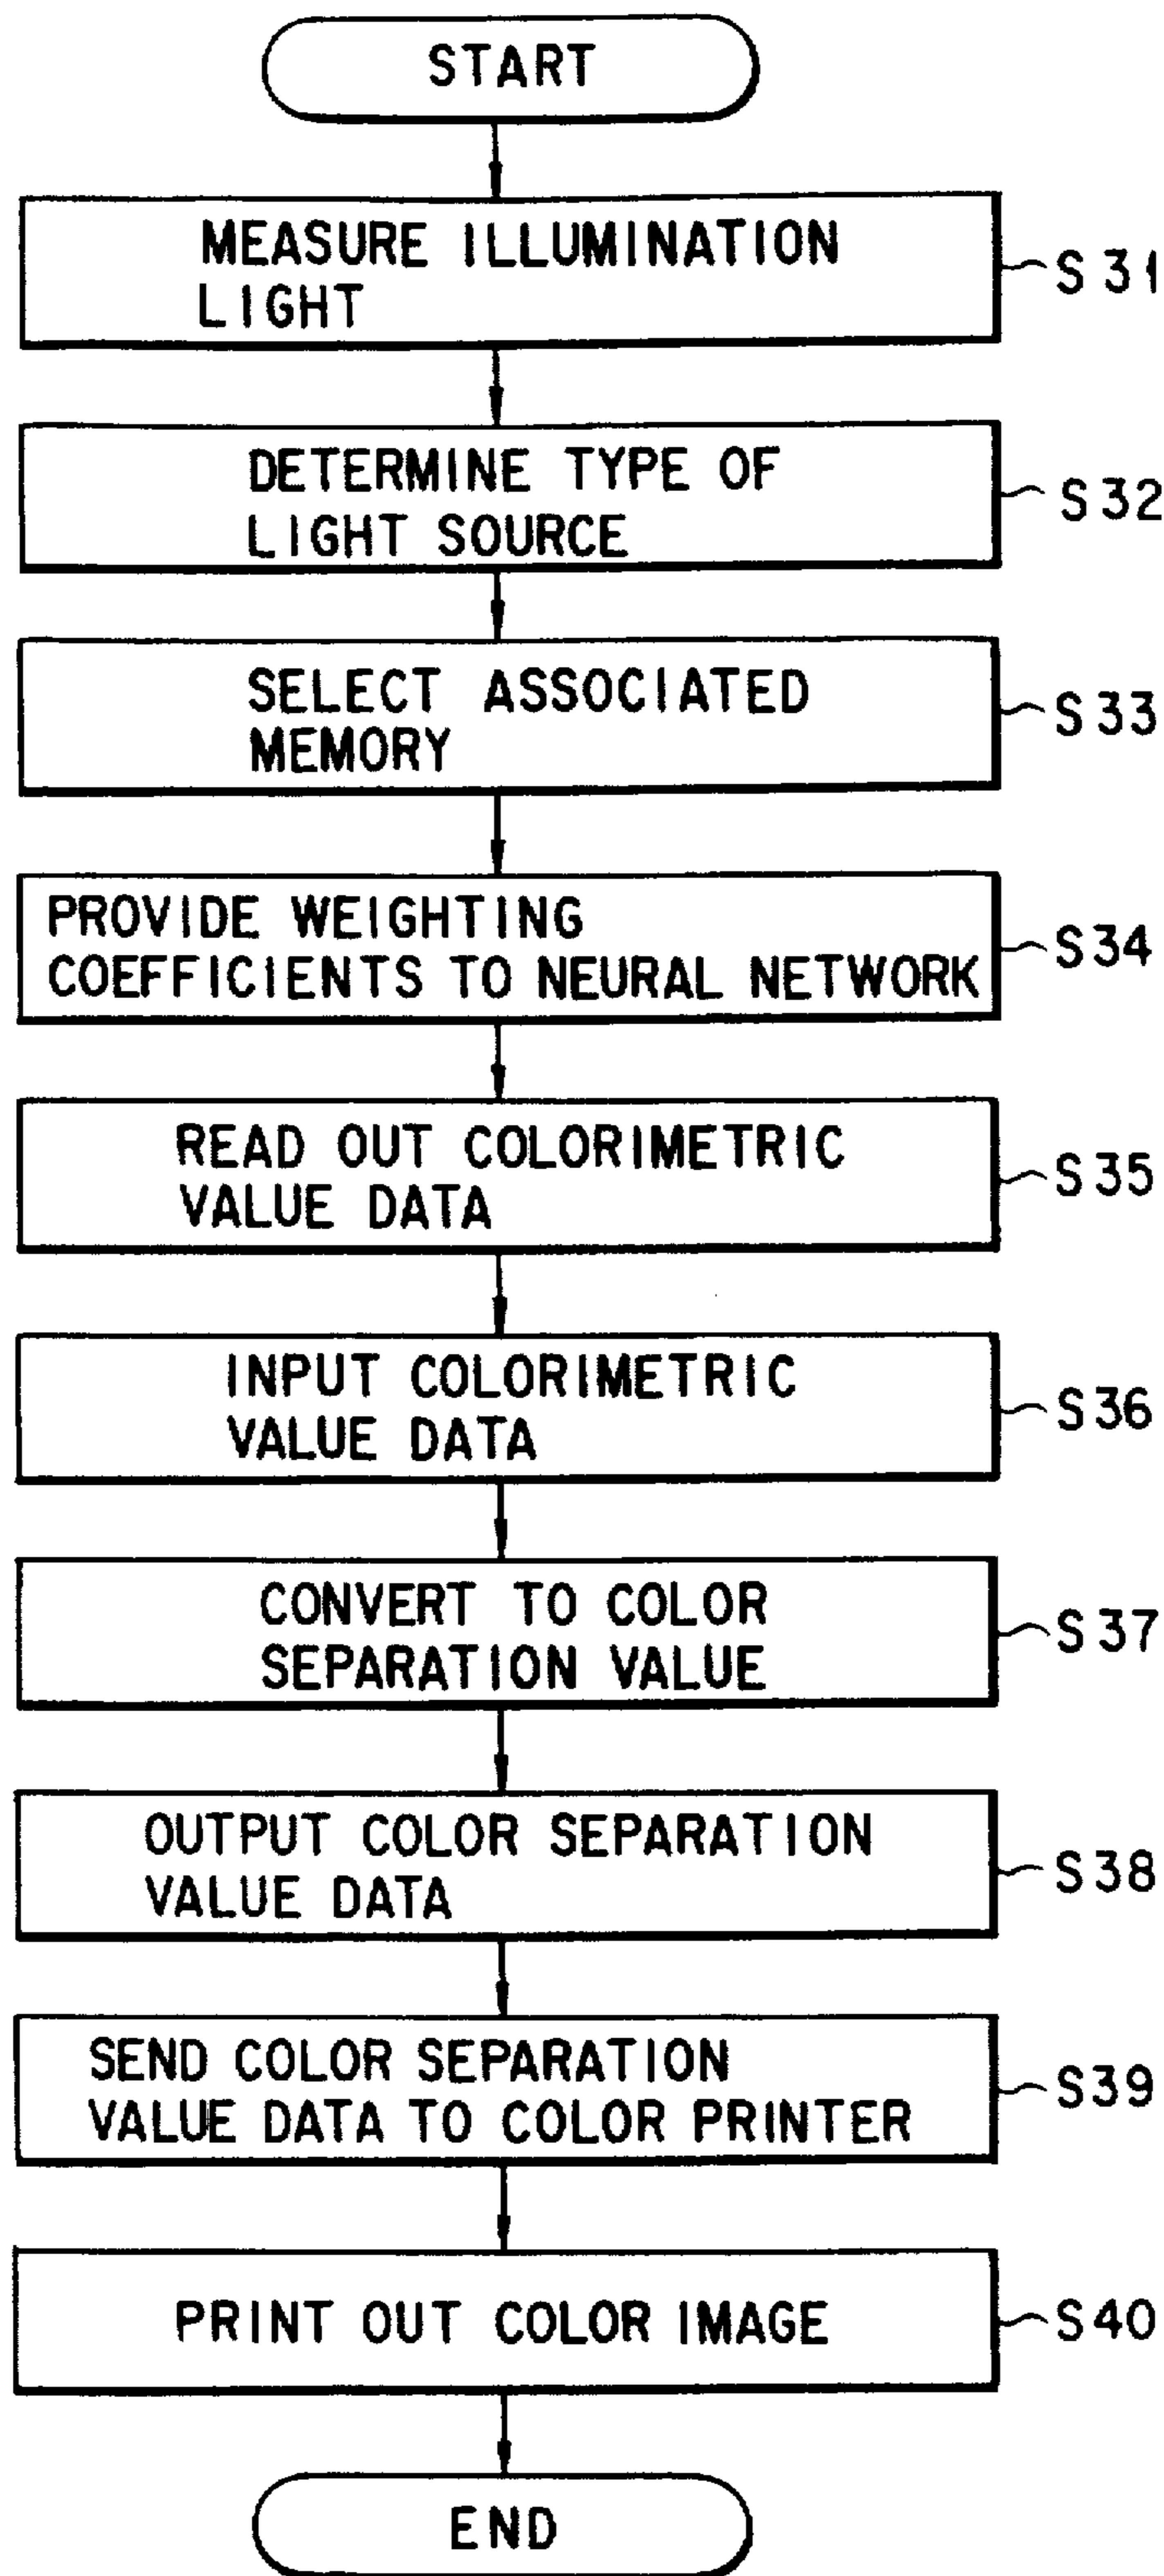 START
MEASURE ILLUMINATION
LIGHT
S31
DETERMINE TYPE OF
LIGHT SOURCE
S32
SELECT ASSOCIATED
MEMORY
S33
PROVIDE WEIGHTING
COEFFICIENTS TO NEURAL NETWORK
S34
READ OUT COLORIMETRIC
VALUE DATA
S35
INPUT COLORIMETRIC
VALUE DATA
S36
CONVERT TO COLOR
SEPARATION VALUE
S37
OUTPUT COLOR SEPARATION
VALUE DATA
S38
SEND COLOR SEPARATION
VALUE DATA TO COLOR PRINTER
S39
PRINT OUT COLOR IMAGE
S40
END